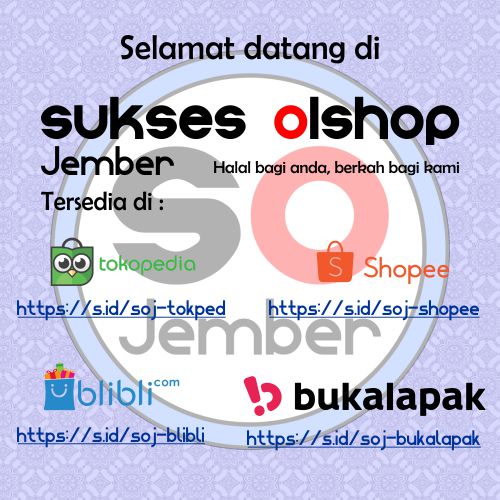 Selamat datang di
sukses olshop
Jember
Halal bagi anda, berkah bagi kami
Tersedia di :
SO
Jember
tokopedia
S Shopee
https://s.id/soj-tokped
https://s.id/soj-shopee
blibli.com
bukalapak
https://s.id/soj-blibli
https://s.id/soj-bukalapak